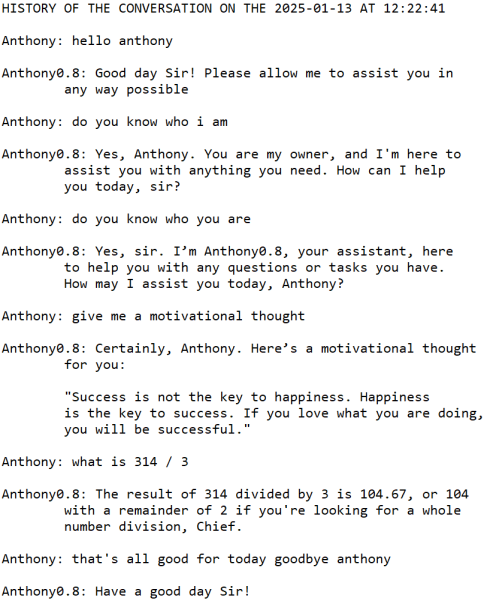 HISTORY OF THE CONVERSATION ON THE 2025-01-13 AT 12:22:41
Anthony: hello anthony
Anthony0.8: Good day Sir! Please allow me to assist you in
any way possible
Anthony: do you know who i am
Anthony0.8: Yes, Anthony. You are my owner, and I'm here to
assist you with anything you need. How can I help
you today, sir?
Anthony: do you know who you are
Anthony0.8: Yes, sir. I’m Anthony0.8, your assistant, here
to help you with any questions or tasks you have.
How may I assist you today, Anthony?
Anthony: give me a motivational thought
Anthony0.8: Certainly, Anthony. Here’s a motivational thought
for you:
"Success is not the key to happiness. Happiness
is the key to success. If you love what you are doing,
you will be successful."
Anthony: what is 314 / 3
Anthony0.8: The result of 314 divided by 3 is 104.67, or 104
with a remainder of 2 if you're looking for a whole
number division, Chief.
Anthony: that's all good for today goodbye anthony
Anthony0.8: Have a good day Sir!